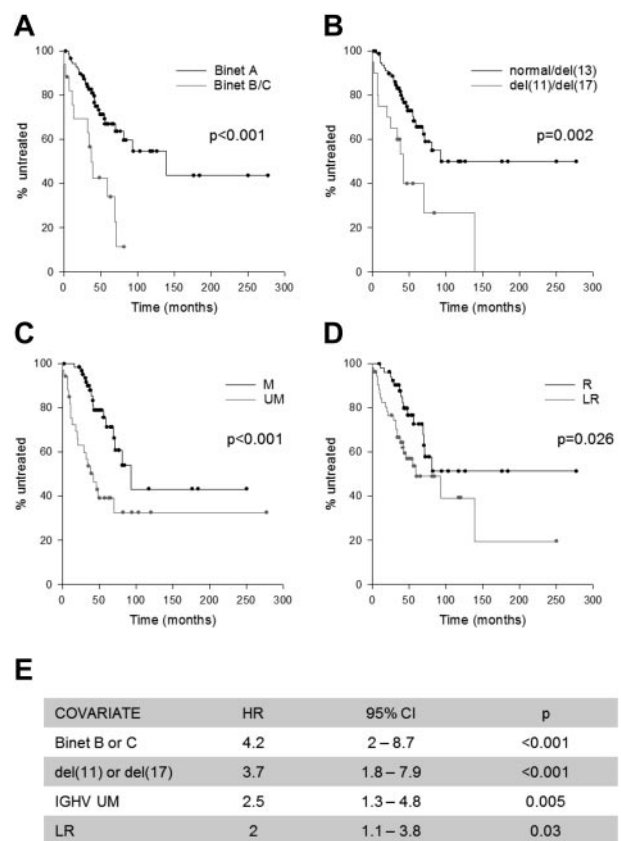 A
100
80
60
40
20
0
% untreated
Binet A
Binet B/C
p<0.001
0 50 100 150 200 250 300
Time (months)
B
100
80
60
40
20
0
% untreated
normal/del(13)
del(11)/del(17)
p=0.002
0 50 100 150 200 250 300
Time (months)
C
100
80
60
40
20
0
% untreated
M
UM
p<0.001
0 50 100 150 200 250 300
Time (months)
D
100
80
60
40
20
0
% untreated
R
LR
p=0.026
0 50 100 150 200 250 300
Time (months)
E
COVARIATE HR 95% CI p
Binet B or C 4.2 2 – 8.7 <0.001
del(11) or del(17) 3.7 1.8 – 7.9 <0.001
IGHV UM 2.5 1.3 – 4.8 0.005
LR 2 1.1 – 3.8 0.03